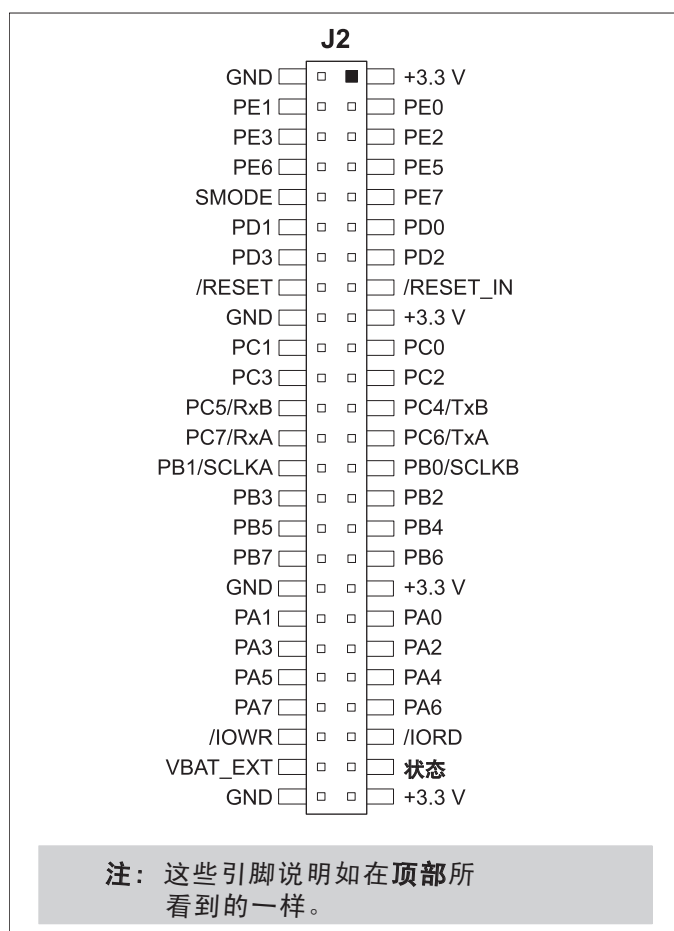 J2
GND +3.3 V
PE1 PE0
PE3 PE2
PE6 PE5
SMODE PE7
PD1 PD0
PD3 PD2
/RESET /RESET_IN
GND +3.3 V
PC1 PC0
PC3 PC2
PC5/RxB PC4/TxB
PC7/RxA PC6/TxA
PB1/SCLKA PB0/SCLKB
PB3 PB2
PB5 PB4
PB7 PB6
GND +3.3 V
PA1 PA0
PA3 PA2
PA5 PA4
PA7 PA6
/IOWR /IORD
VBAT_EXT 状态
GND +3.3 V
注：这些引脚说明如在顶部所
看到的一样。